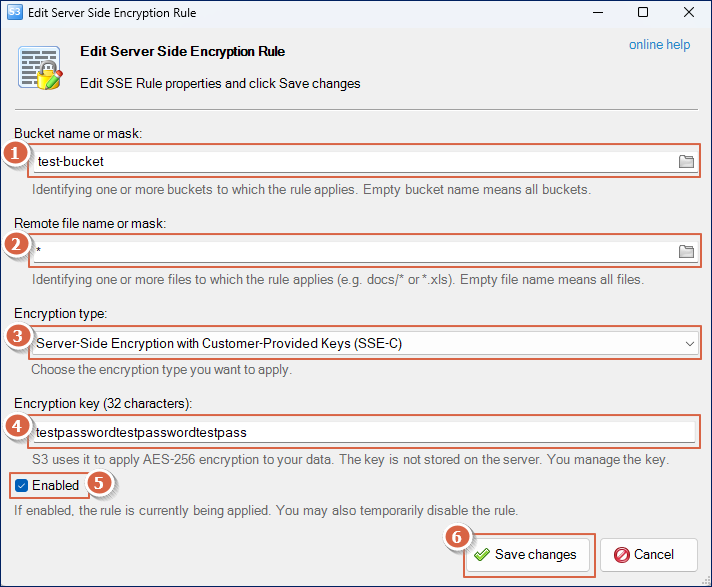 S3 Edit Server Side Encryption Rule
Edit Server Side Encryption Rule
online help
Edit SSE Rule properties and click Save changes
Bucket name or mask:
1
test-bucket
Identifying one or more buckets to which the rule applies. Empty bucket name means all buckets.
Remote file name or mask:
2
*
Identifying one or more files to which the rule applies (e.g. docs/* or *.xls). Empty file name means all files.
Encryption type:
3
Server-Side Encryption with Customer-Provided Keys (SSE-C)
Choose the encryption type you want to apply.
Encryption key (32 characters):
4
testpasswordtestpasswordtestpass
S3 uses it to apply AES-256 encryption to your data. The key is not stored on the server. You manage the key.
Enabled
5
If enabled, the rule is currently being applied. You may also temporarily disable the rule.
6
Save changes
Cancel